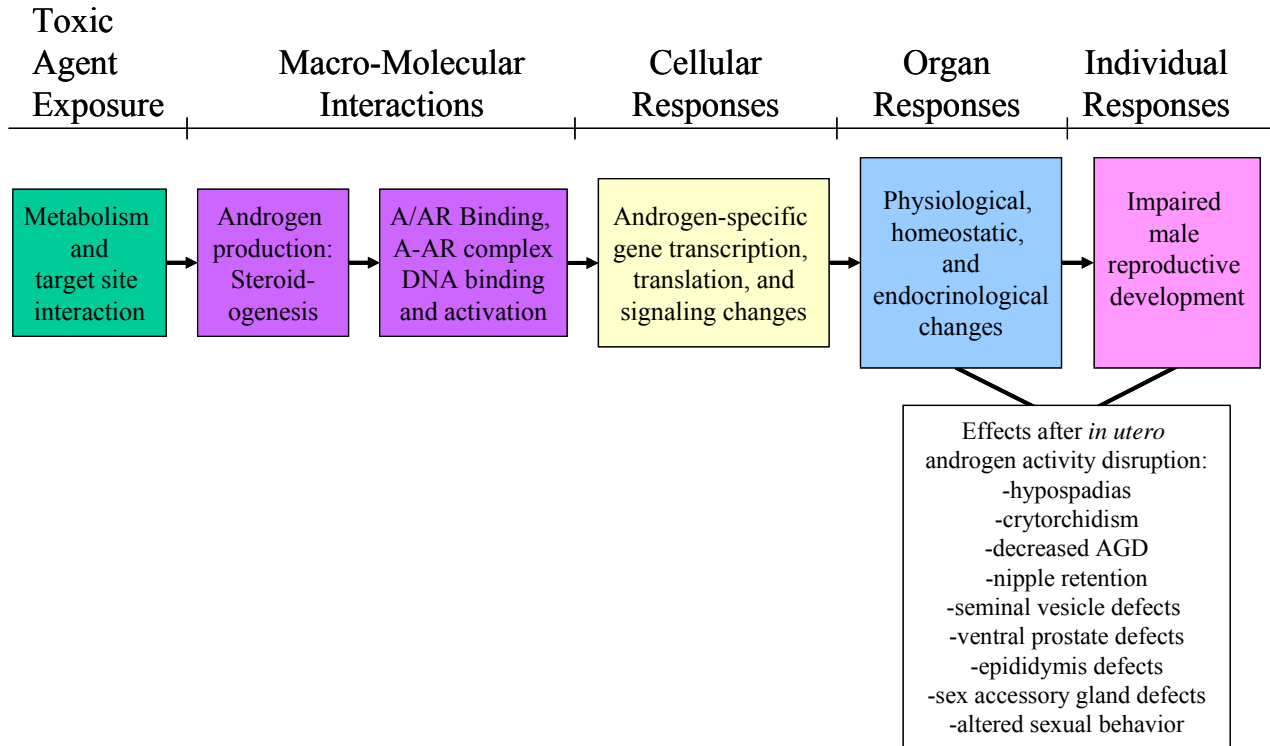 Toxic
Agent
Exposure
Macro-Molecular
Interactions
Cellular
Responses
Organ
Responses
Individual
Responses
Metabolism
and
target site
interaction
Androgen
production:
Steroid-
ogenesis
A/AR Binding,
A-AR complex
DNA binding
and activation
Androgen-specific
gene transcription,
translation, and
signaling changes
Physiological,
homeostatic,
and
endocrinological
changes
Impaired
male
reproductive
development
Effects after in utero
androgen activity disruption:
-hypospadias
-crytorchidism
-decreased AGD
-nipple retention
-seminal vesicle defects
-ventral prostate defects
-epididymis defects
-sex accessory gland defects
-altered sexual behavior